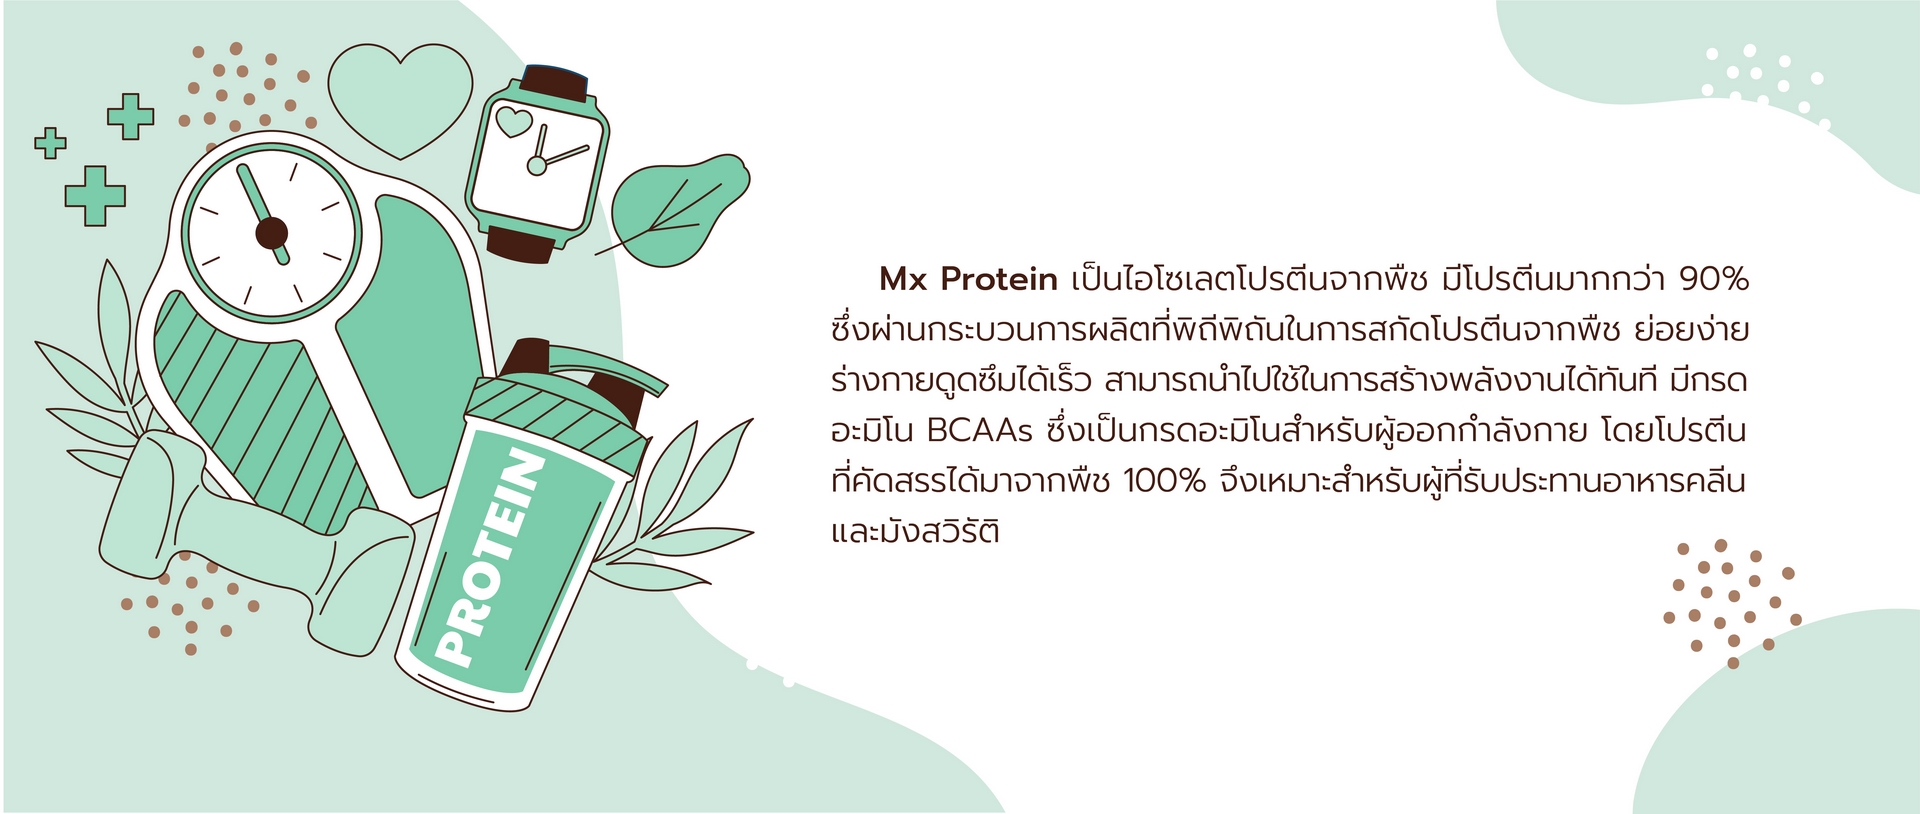 PROTEIN
Mx Protein เป็นไอโซเลตโปรตีนจากพืช มีโปรตีนมากกว่า 90%
ซึ่งผ่านกระบวนการผลิตที่พิถีพิถันในการสกัดโปรตีนจากพืช ย่อยง่าย
ร่างกายดูดซึมได้เร็ว สามารถนำไปใช้ในการสร้างพลังงานได้ทันที มีกรด
อะมิโน BCAAs ซึ่งเป็นกรดอะมิโนสำหรับผู้ออกกำลังกาย โดยโปรตีน
ที่คัดสรรได้มาจากพืช 100% จึงเหมาะสำหรับผู้ที่รับประทานอาหารคลีน
และมังสวิรัติ